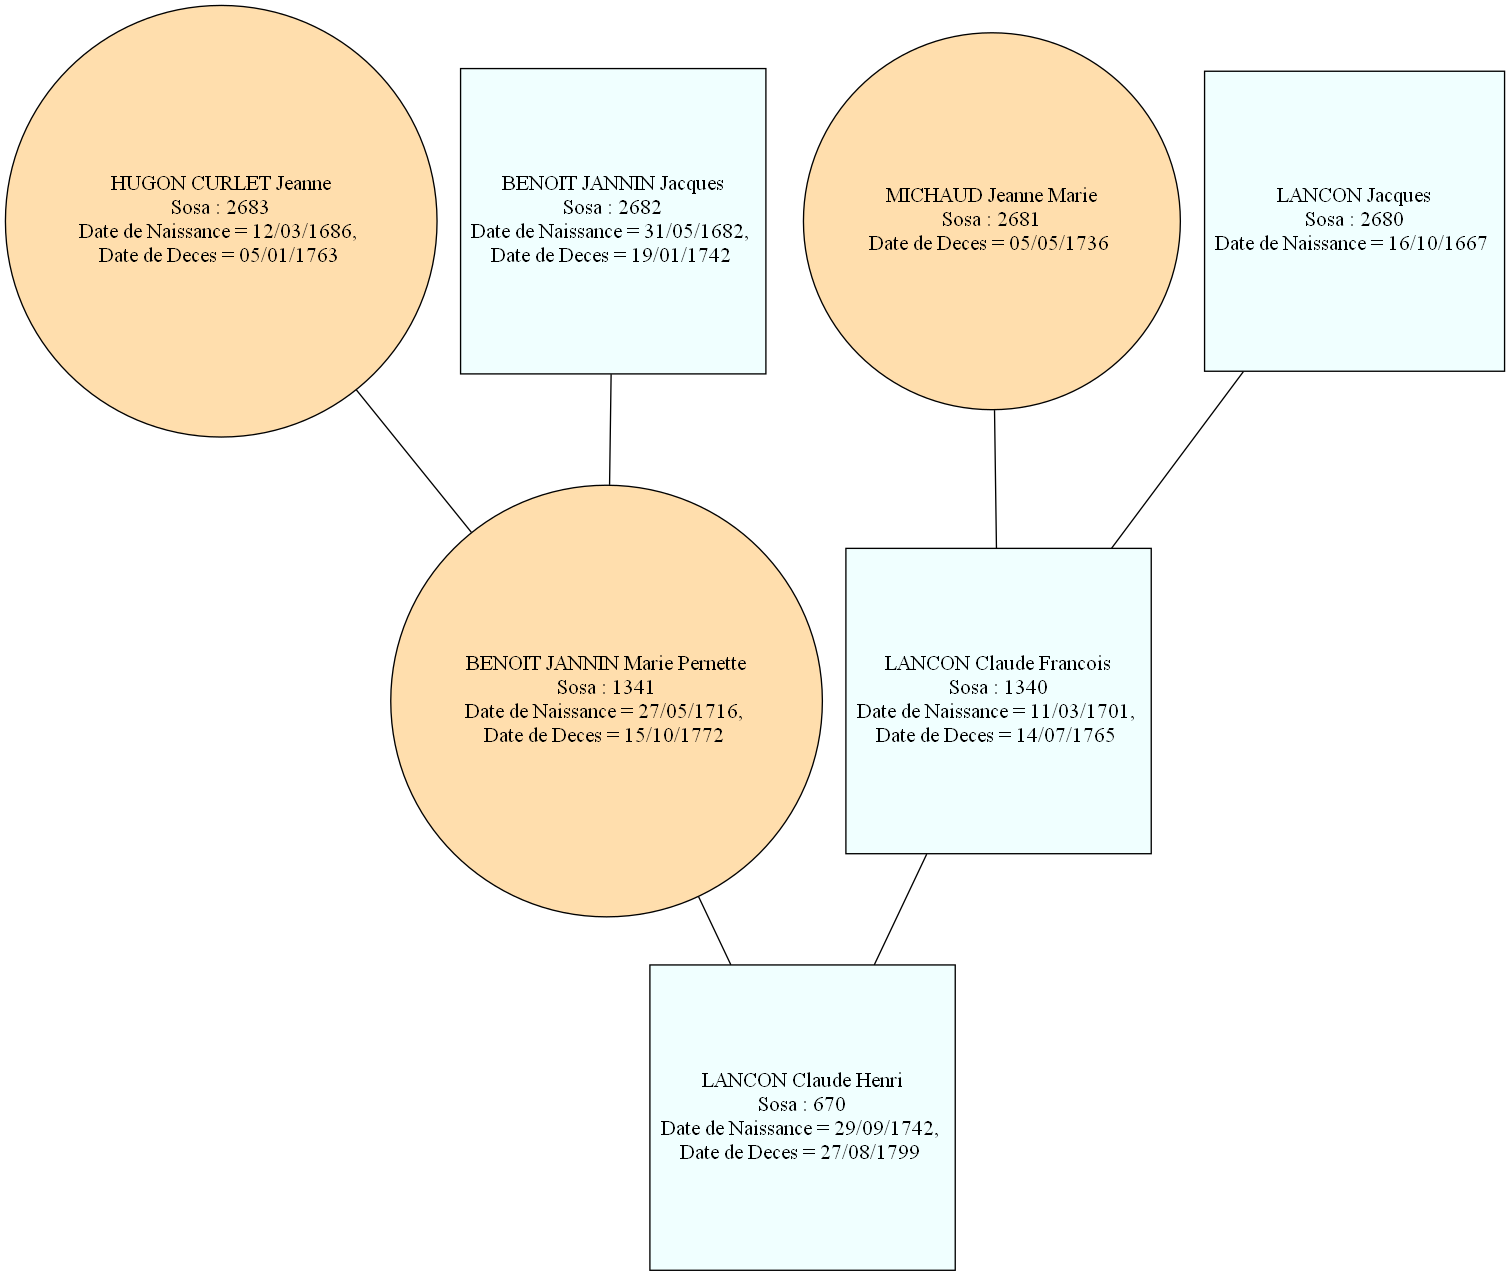 HUGON CURLET Jeanne
Sosa : 2683
Date de Naissance = 12/03/1686,
Date de Deces = 05/01/1763
BENOIT JANNIN Jacques
Sosa : 2682
Date de Naissance = 31/05/1682,
Date de Deces = 19/01/1742
MICHAUD Jeanne Marie
Sosa : 2681
Date de Deces = 05/05/1736
LANCON Jacques
Sosa : 2680
Date de Naissance = 16/10/1667
BENOIT JANNIN Marie Pernette
Sosa : 1341
Date de Naissance = 27/05/1716,
Date de Deces = 15/10/1772
LANCON Claude Francois
Sosa : 1340
Date de Naissance = 11/03/1701,
Date de Deces = 14/07/1765
LANCON Claude Henri
Sosa : 670
Date de Naissance = 29/09/1742,
Date de Deces = 27/08/1799